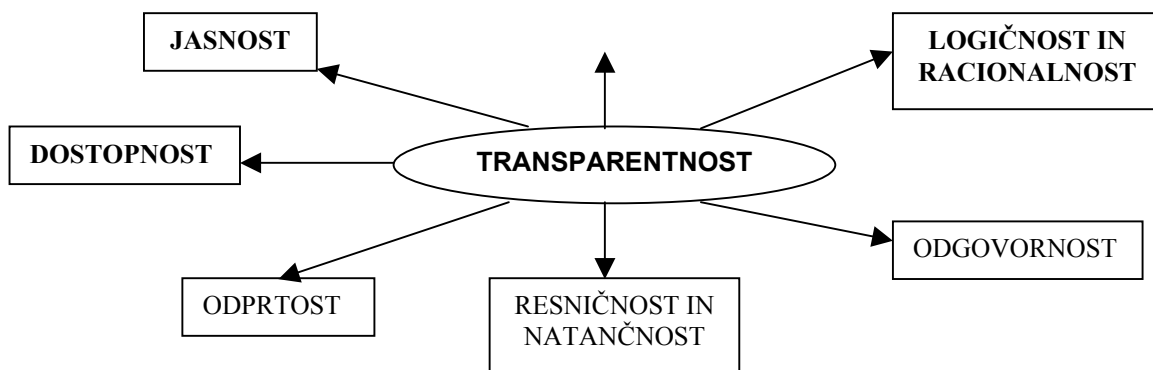 JASNOST
LOGIČNOST IN
RACIONALNOST
DOSTOPNOST
TRANSPARENTNOST
ODGOVORNOST
ODPRTOST
RESNIČNOST IN
NATANČNOST